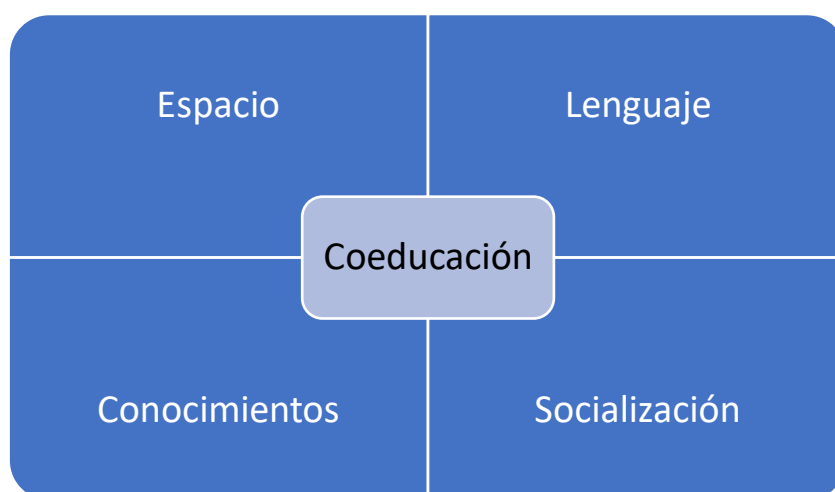 Espacio
Lenguaje
Coeducación
Conocimientos
Socialización